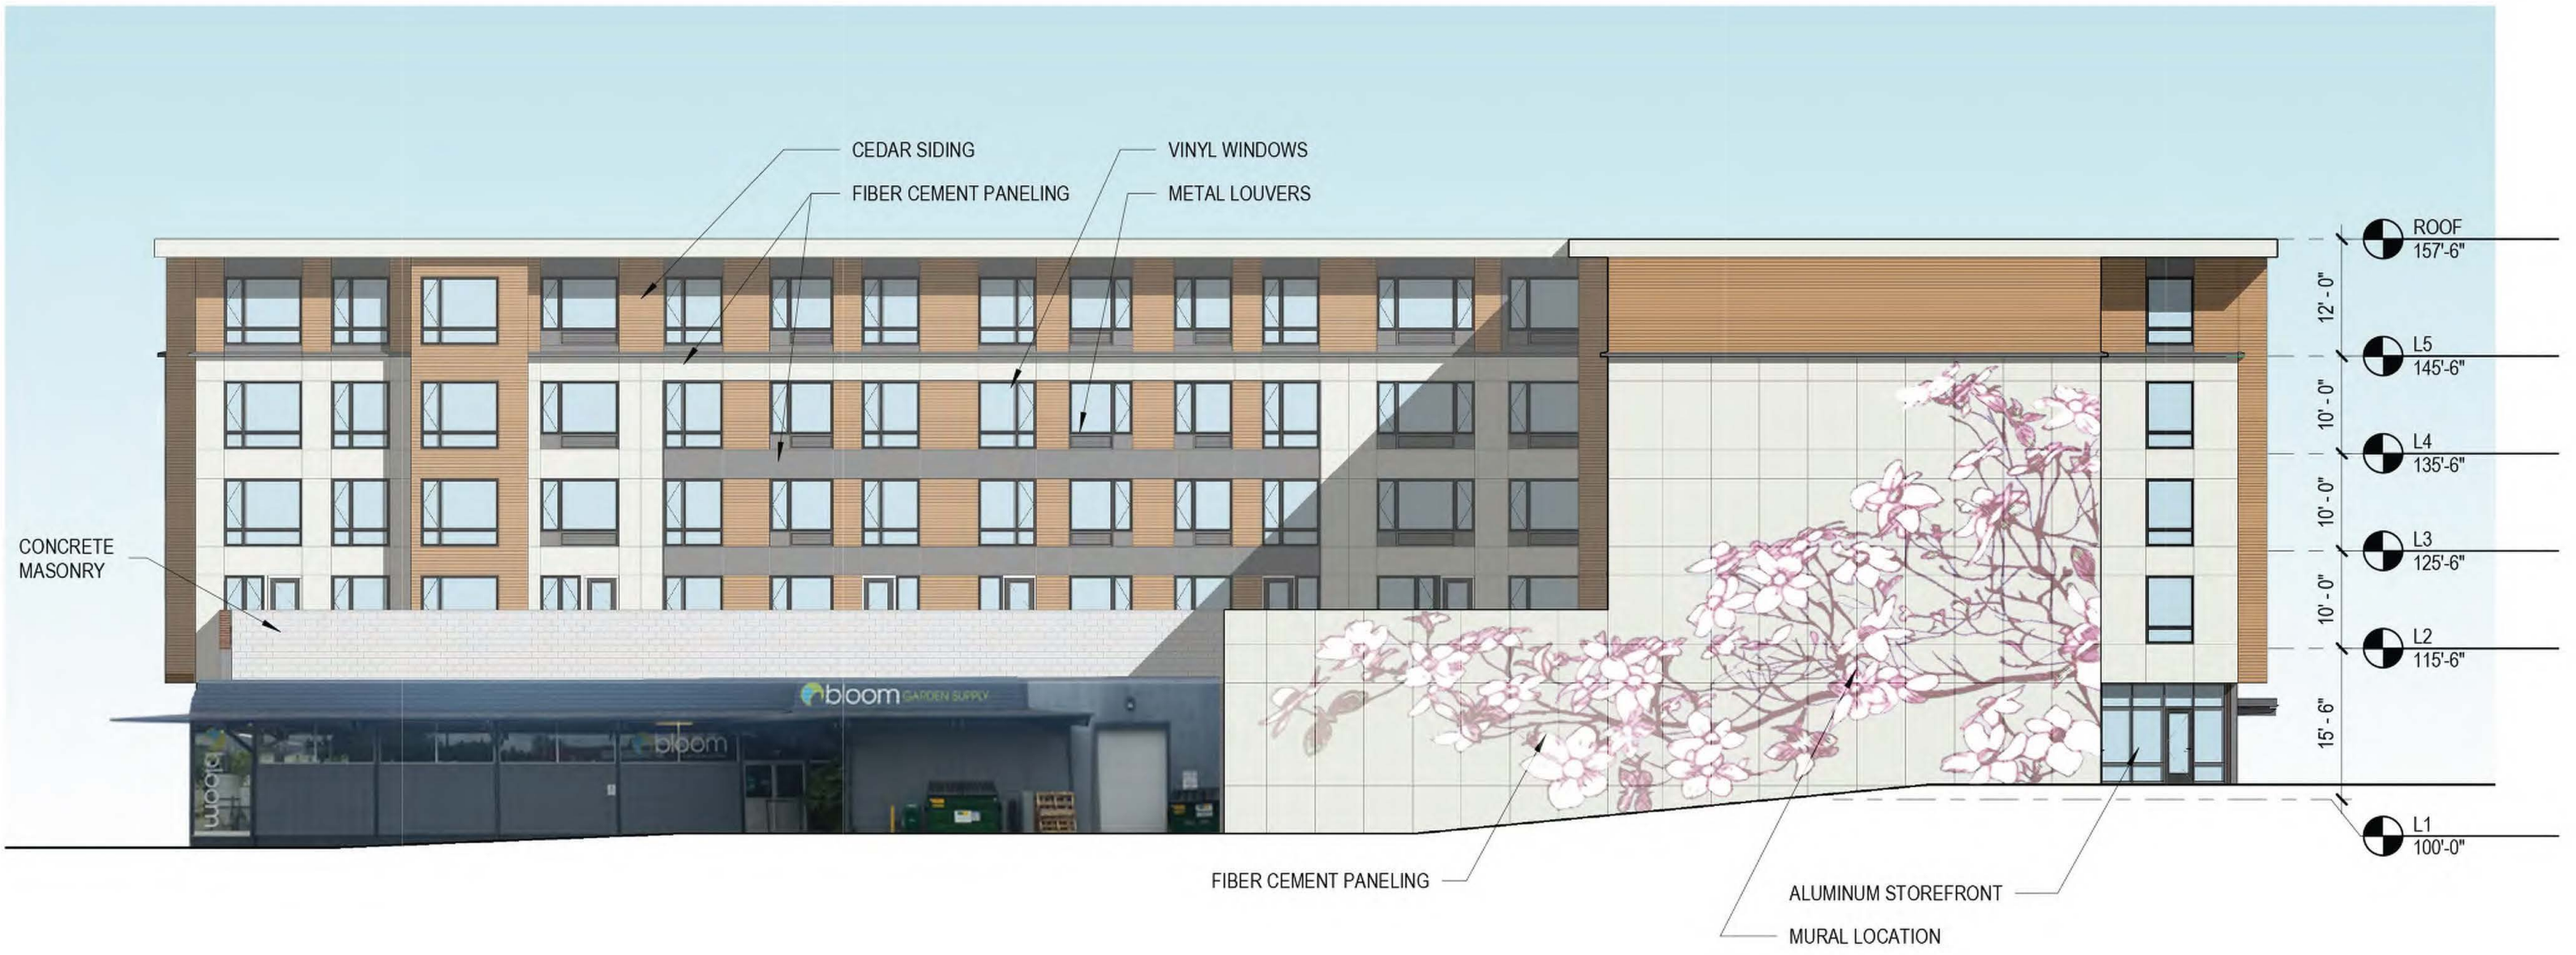 CEDAR SIDING
VINYL WINDOWS
FIBER CEMENT PANELING
METAL LOUVERS
ROOF
157'-6"
12' - 0"
L5
145'-6"
10' - 0"
L4
135'-6"
10' - 0"
L3
125'-6"
10' - 0"
L2
115'-6"
15' - 6"
L1
100'-0"
CONCRETE
MASONRY
bloom GARDEN SUPPLY
bloom
bloom
FIBER CEMENT PANELING
ALUMINUM STOREFRONT
MURAL LOCATION